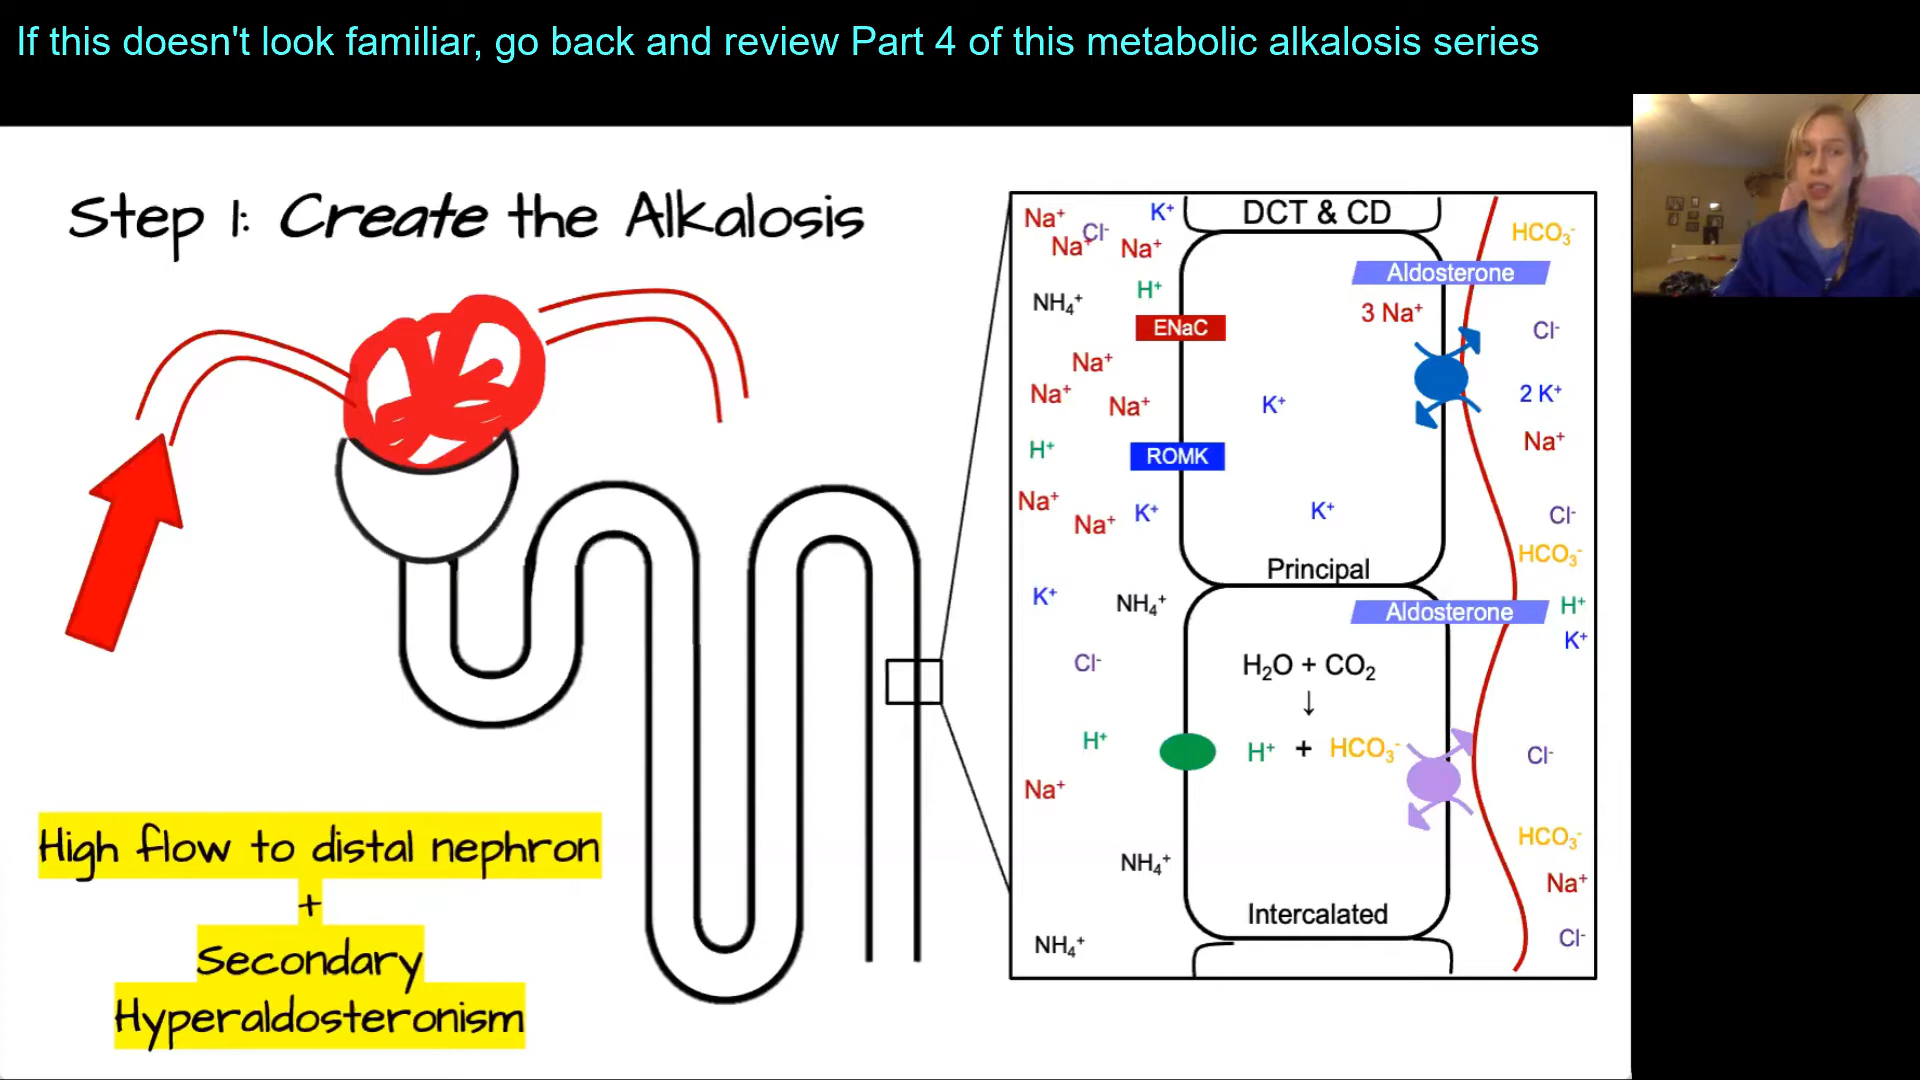 If this doesn't look familiar, go back and review Part 4 of this metabolic alkalosis series
Step 1: Create the Alkalosis
High flow to distal nephron
+
Secondary
Hyperaldosteronism
DCT & CD
Na⁺
Cl⁻
K⁺
Na⁺
Na⁺
HCO₃⁻
Aldosterone
NH₄⁺
H⁺
3 Na⁺
ENaC
Cl⁻
Na⁺
Na⁺
Na⁺
K⁺
2 K⁺
Na⁺
H⁺
ROMK
Na⁺
Na⁺
K⁺
K⁺
Cl⁻
HCO₃⁻
Principal
K⁺
NH₄⁺
Aldosterone
H⁺
K⁺
Cl⁻
H₂O + CO₂
↓
H⁺
H⁺ + HCO₃⁻
Cl⁻
Na⁺
HCO₃⁻
NH₄⁺
Na⁺
Intercalated
NH₄⁺
Cl⁻